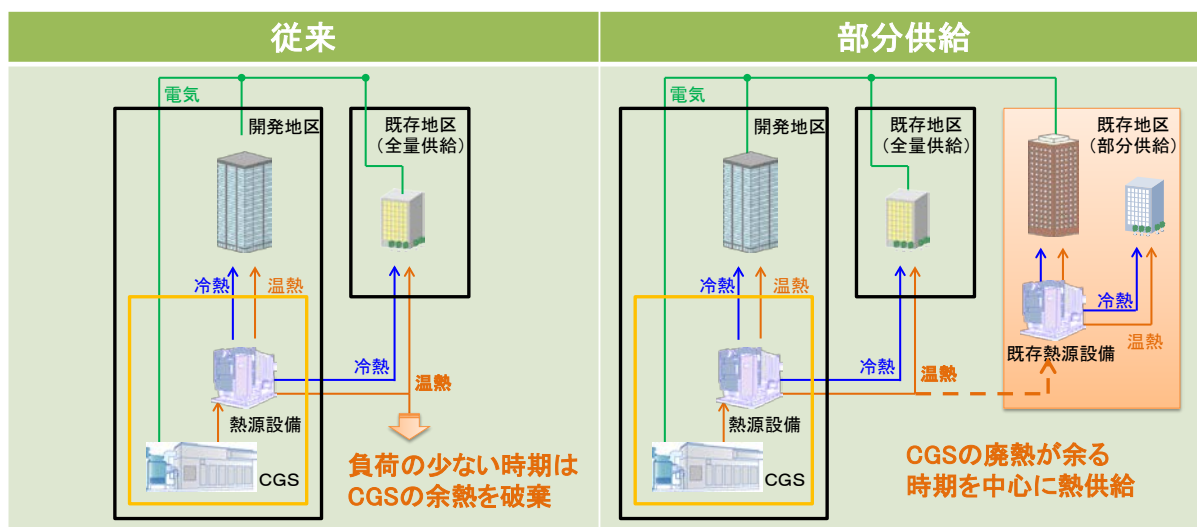 従来
電気
開発地区
既存地区
（全量供給）
冷熱
温熱
冷熱
温熱
熱源設備
CGS
負荷の少ない時期は
CGSの余熱を破棄
部分供給
電気
開発地区
既存地区
（全量供給）
既存地区
（部分供給）
冷熱
温熱
冷熱
温熱
冷熱
温熱
既存熱源設備
熱源設備
CGS
CGSの廃熱が余る
時期を中心に熱供給